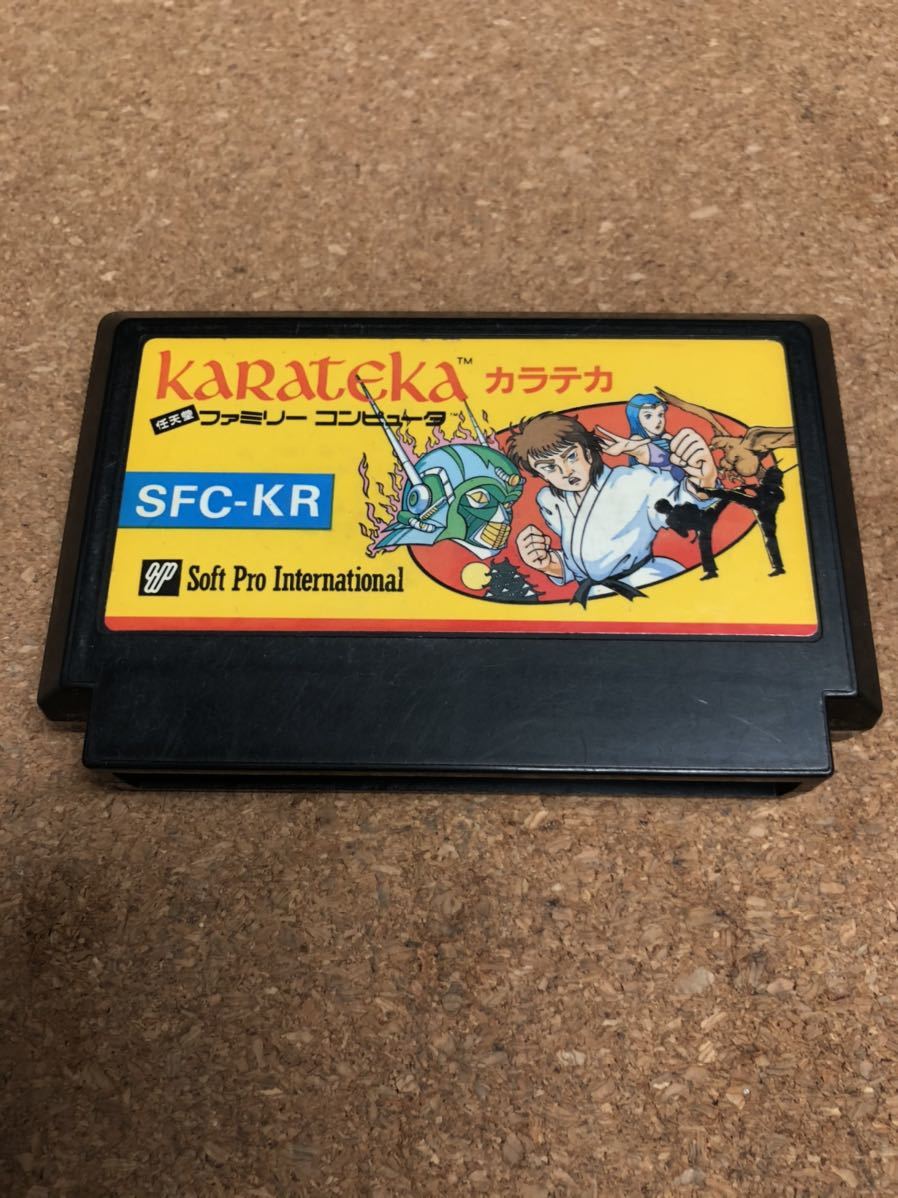 KARATEKA™ カラテカ
任天堂 ファミリー コンピュータ™
SFC-KR
Soft Pro International